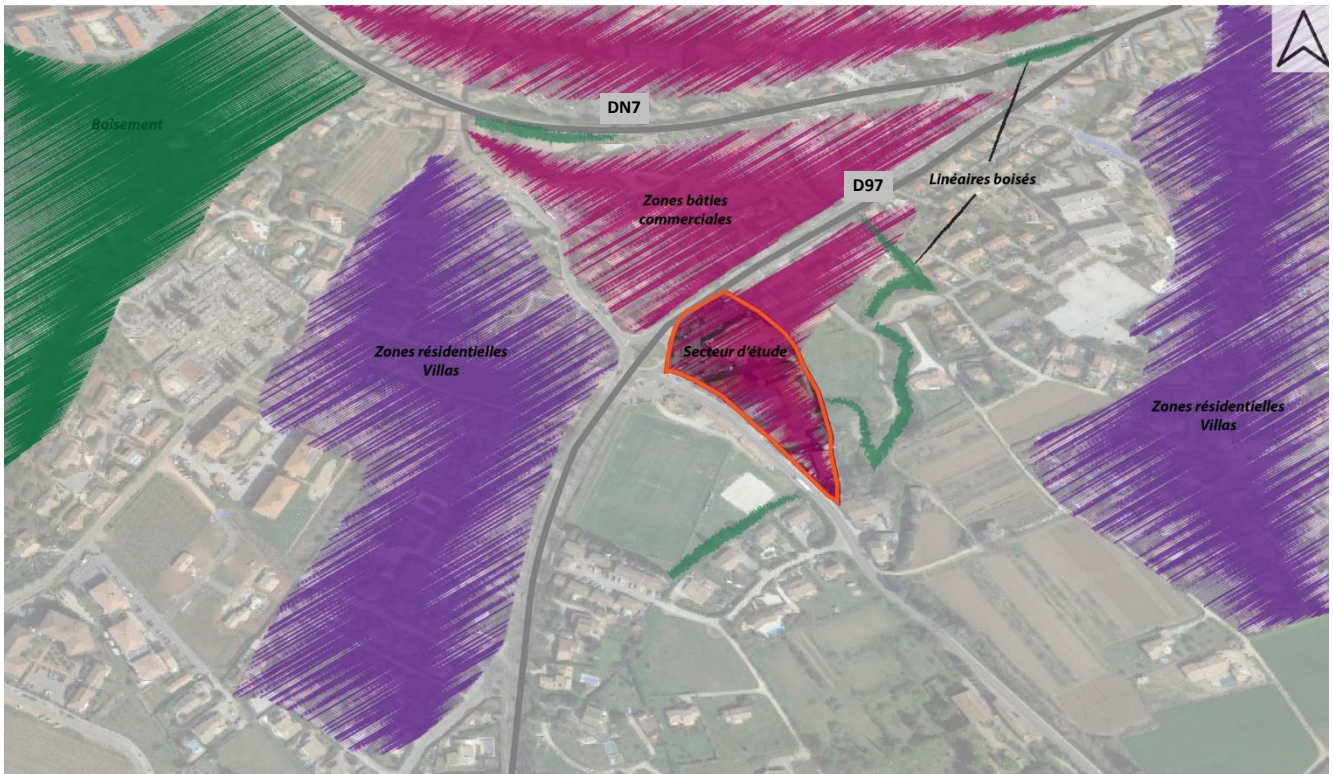 DN7
Boisement
D97
Linéaires boisés
Zones bâties
commerciales
Zones résidentielles
Villas
Secteur d'étude
Zones résidentielles
Villas